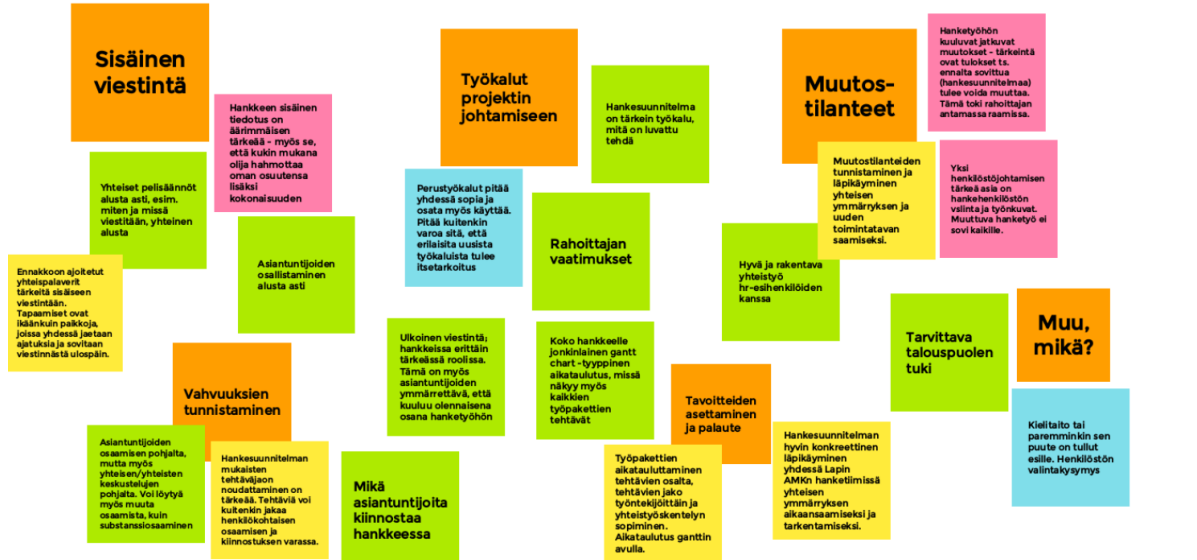 Sisäinen
viestintä
Hankkeen sisäinen
tiedotus on
äärimmäisen
tärkeää - myös se,
että kukin mukana
olija hahmottaa
oman osuutensa
lisäksi
kokonaisuuden
Yhteiset pelisäännöt
alusta asti, esim.
miten ja missä
viestitään, yhteinen
alusta
Asiantuntijoiden
osallistaminen
alusta asti
Ennakkoon ajoitetut
yhteispalaverit
tärkeitä sisäiseen
viestintään.
Tapaamiset ovat
ikäänkuin paikkoja,
joissa yhdessä jaetaan
ajatuksia ja sovitaan
viestinnästä ulospäin.
Vahvuuksien
tunnistaminen
Asiantuntijoiden
osaamisen pohjalta,
mutta myös
yhteisen/yhteisten
keskustelujen
pohjalta. Voi löytyä
myös muuta
osaamista, kuin
substanssiosaaminen
Hankesuunnitelman
mukaisten
tehtäväjaon
noudattaminen on
tärkeää. Tehtäviä voi
kuitenkin jakaa
henkilökohtaisen
osaamisen ja
kiinnostuksen varassa.
Mikä
asiantuntijoita
kiinnostaa
hankkeessa
Työkalut
projektin
johtamiseen
Hankesuunnitelma
on tärkein työkalu,
mitä on luvattu
tehdä
Perustyökalut pitää
yhdessä sopia ja
osata myös käyttää.
Pitää kuitenkin
varoa sitä, että
erilaisita uusista
työkaluista tulee
itsetarkoitus
Rahoittajan
vaatimukset
Ulkoinen viestintä;
hankkeissa erittäin
tärkeässä roolissa.
Tämä on myös
asiantuntijoiden
ymmärrettävä, että
kuuluu olennaisena
osana hanketyöhön
Koko hankkeelle
jonkinlainen gantt
chart -tyyppinen
aikataulutus, missä
näkyy myös
kaikkien
työpakettien
tehtävät
Tavoitteiden
asettaminen
ja palaute
Työpakettien
aikatauluttaminen
tehtävien osalta,
tehtävien jako
työntekijöittäin ja
yhteistyöskentelyn
sopiminen.
Aikataulutus ganttin
avulla.
Hankesuunnitelman
hyvin konkreettinen
läpikäyminen
yhdessä Lapin
AMKn hanketiimissä
yhteisen
ymmärryksen
aikaansaamiseksi ja
tarkentamiseksi.
Muutos-
tilanteet
Hanketyöhön
kuuluvat jatkuvat
muutokset - tärkeintä
ovat tulokset ts.
ennalta sovittua
(hankesuunnitelmaa)
tulee voida muuttaa.
Tämä toki rahoittajan
antamassa raamissa.
Muutostilanteiden
tunnistaminen ja
läpikäyminen
yhteisen
ymmärryksen ja
uuden
toimintatavan
saamiseksi.
Yksi
henkilöstöjohtamisen
tärkeä asia on
hankehenkilöstön
vslinta ja työnkuvat.
Muuttuva hanketyö ei
sovi kaikille.
Hyvä ja rakentava
yhteistyö
hr-esihenkilöiden
kanssa
Tarvittava
talouspuolen
tuki
Muu,
mikä?
Kielitaito tai
paremminkin sen
puute on tullut
esille. Henkilöstön
valintakysymys